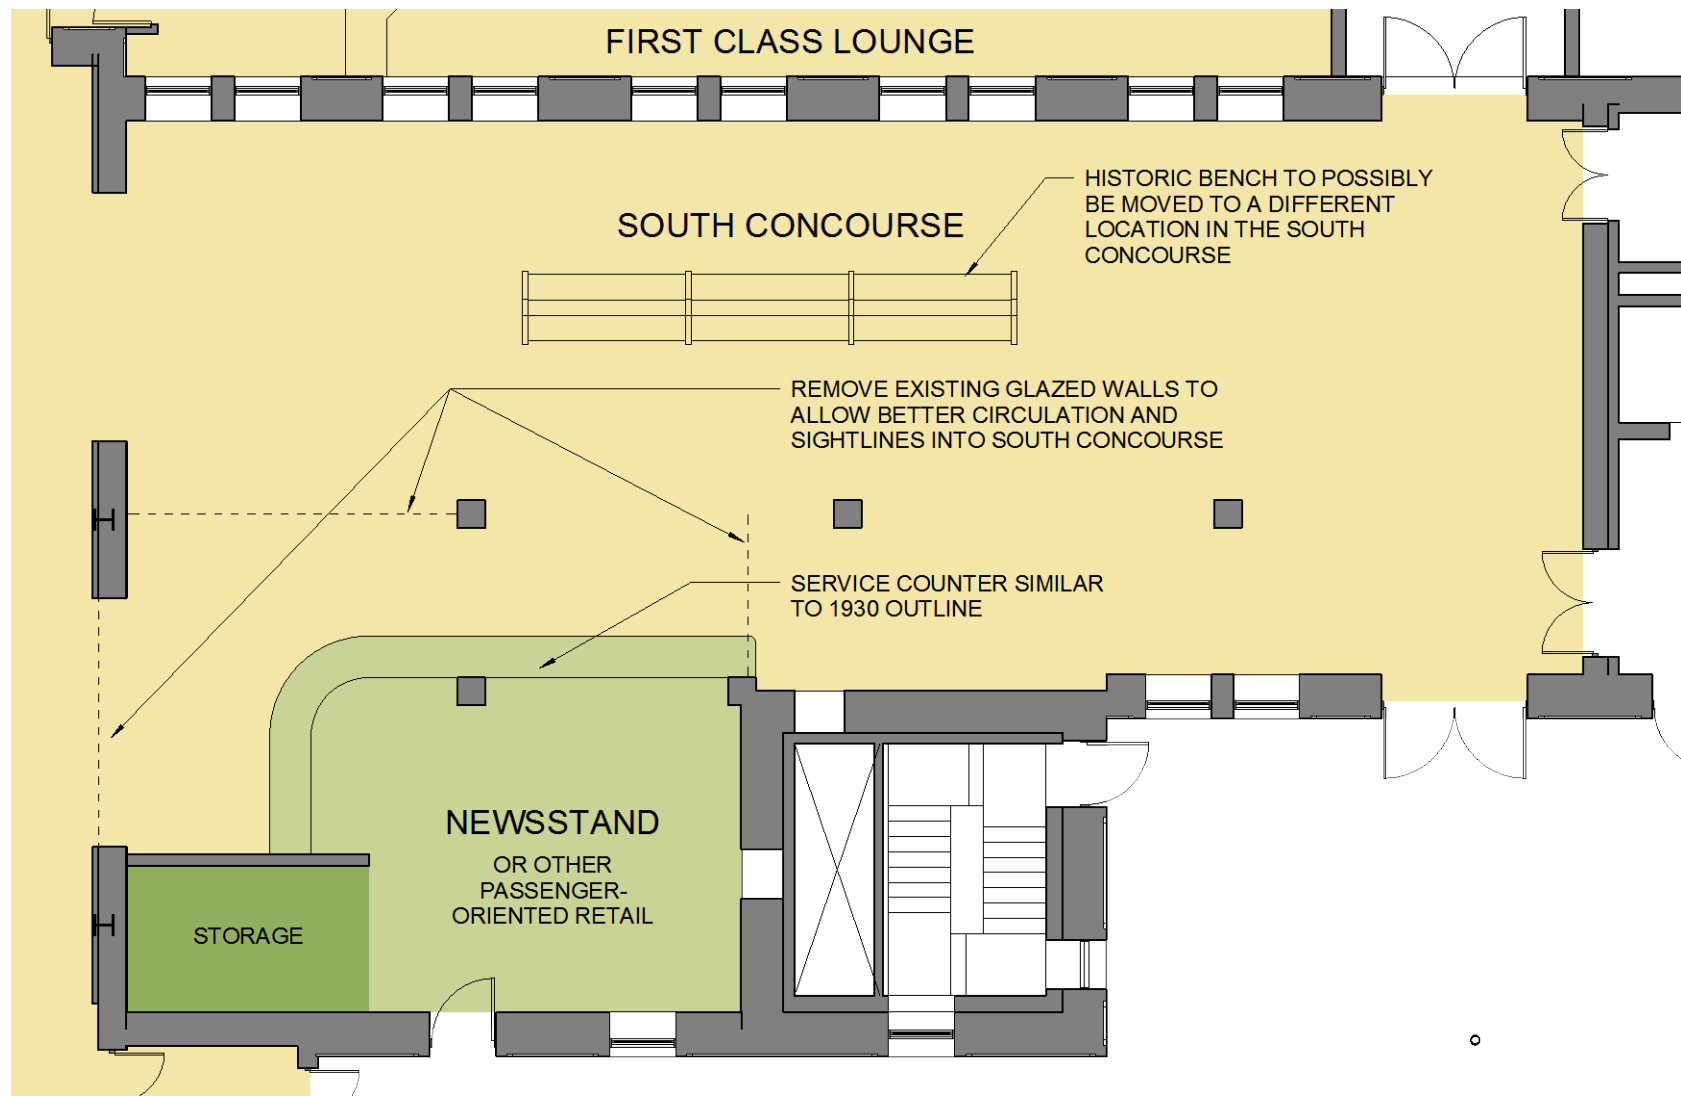 FIRST CLASS LOUNGE
SOUTH CONCOURSE
HISTORIC BENCH TO POSSIBLY
BE MOVED TO A DIFFERENT
LOCATION IN THE SOUTH
CONCOURSE
REMOVE EXISTING GLAZED WALLS TO
ALLOW BETTER CIRCULATION AND
SIGHTLINES INTO SOUTH CONCOURSE
SERVICE COUNTER SIMILAR
TO 1930 OUTLINE
NEWSSTAND
OR OTHER
PASSENGER-
ORIENTED RETAIL
STORAGE